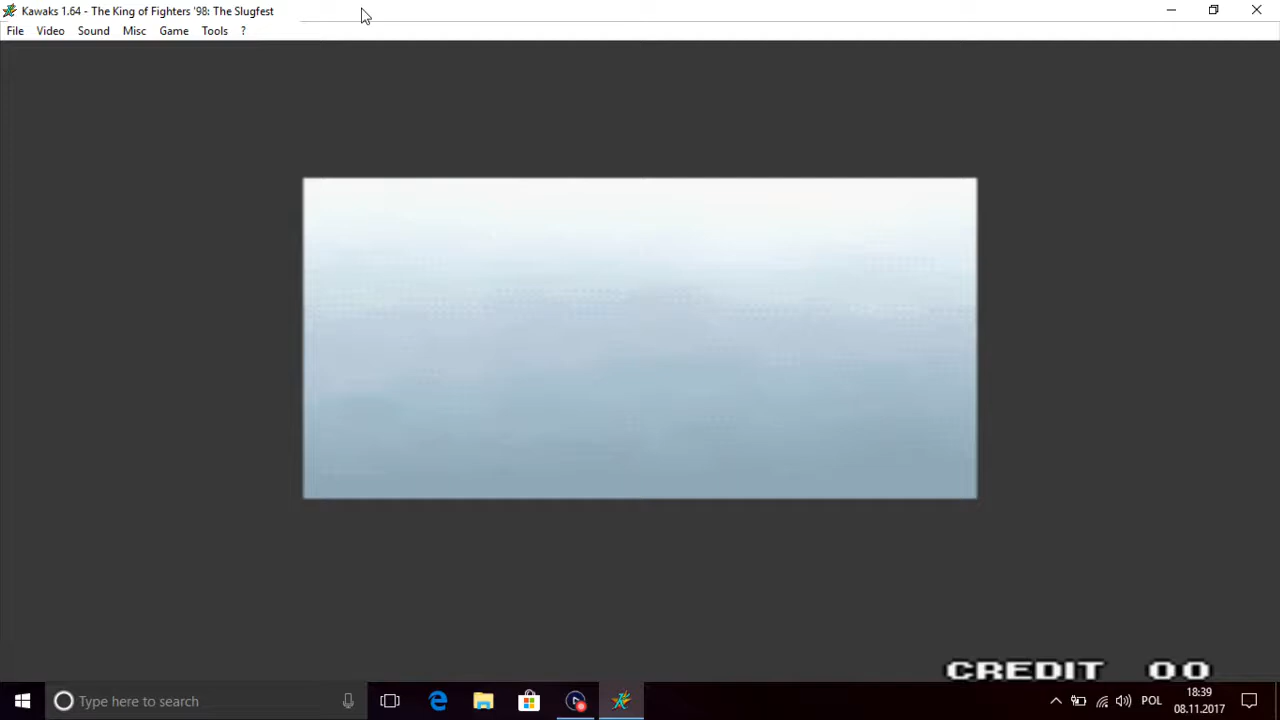 Kawaks 1.64 - The King of Fighters '98: The Slugfest
File Video Sound Misc Game Tools ?
CREDIT 00
Type here to search
POL
18:39
08.11.2017